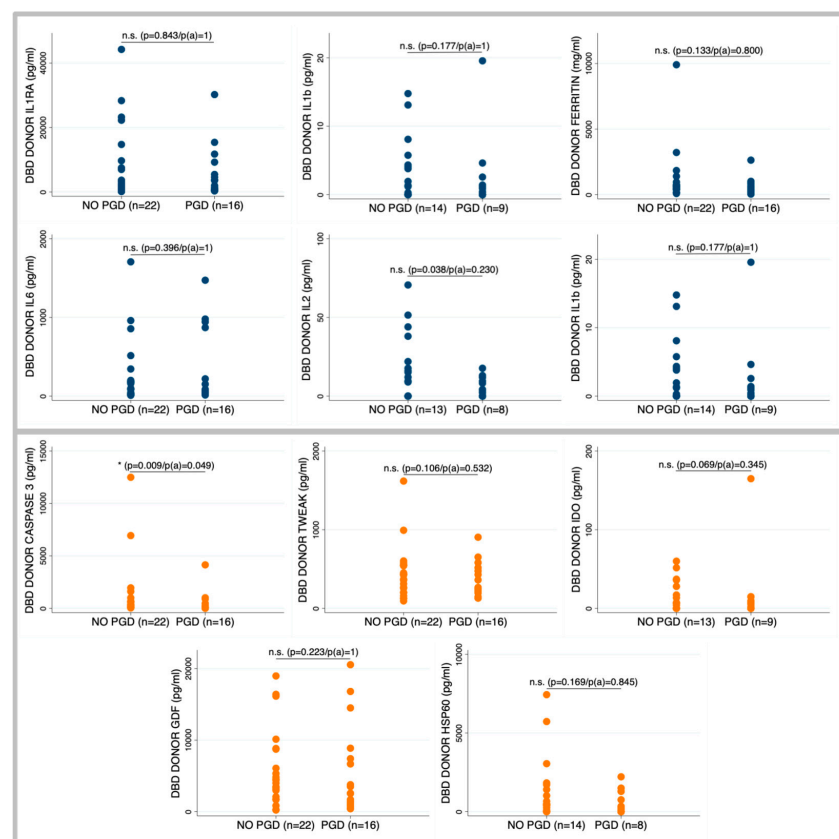 DBD DONOR IL1RA (pg/ml)
n.s. (p=0.843/p(a)=1)
40000
20000
0
NO PGD (n=22) PGD (n=16)
DBD DONOR IL1b (pg/ml)
n.s. (p=0.177/p(a)=1)
20
10
0
NO PGD (n=14) PGD (n=9)
DBD DONOR FERRITIN (mg/ml)
n.s. (p=0.133/p(a)=0.800)
10000
5000
0
NO PGD (n=22) PGD (n=16)
DBD DONOR IL6 (pg/ml)
n.s. (p=0.396/p(a)=1)
2000
1000
0
NO PGD (n=22) PGD (n=16)
DBD DONOR IL2 (pg/ml)
n.s. (p=0.038/p(a)=0.230)
100
50
0
NO PGD (n=13) PGD (n=8)
DBD DONOR IL1b (pg/ml)
n.s. (p=0.177/p(a)=1)
20
10
0
NO PGD (n=14) PGD (n=9)
DBD DONOR CASPASE 3 (pg/ml)
* (p=0.009/p(a)=0.049)
15000
10000
5000
0
NO PGD (n=22) PGD (n=16)
DBD DONOR TWEAK (pg/ml)
n.s. (p=0.106/p(a)=0.532)
2000
1000
0
NO PGD (n=22) PGD (n=16)
DBD DONOR IDO (pg/ml)
n.s. (p=0.069/p(a)=0.345)
200
100
0
NO PGD (n=13) PGD (n=9)
DBD DONOR GDF (pg/ml)
n.s. (p=0.223/p(a)=1)
20000
10000
0
NO PGD (n=22) PGD (n=16)
DBD DONOR HSP60 (pg/ml)
n.s. (p=0.169/p(a)=0.845)
10000
5000
0
NO PGD (n=14) PGD (n=8)